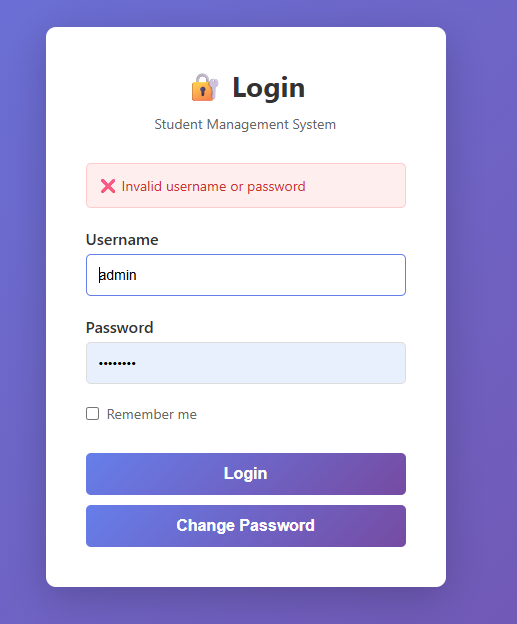 🔐 Login
Student Management System
❌ Invalid username or password
Username
admin
Password
••••••••
Remember me
Login
Change Password